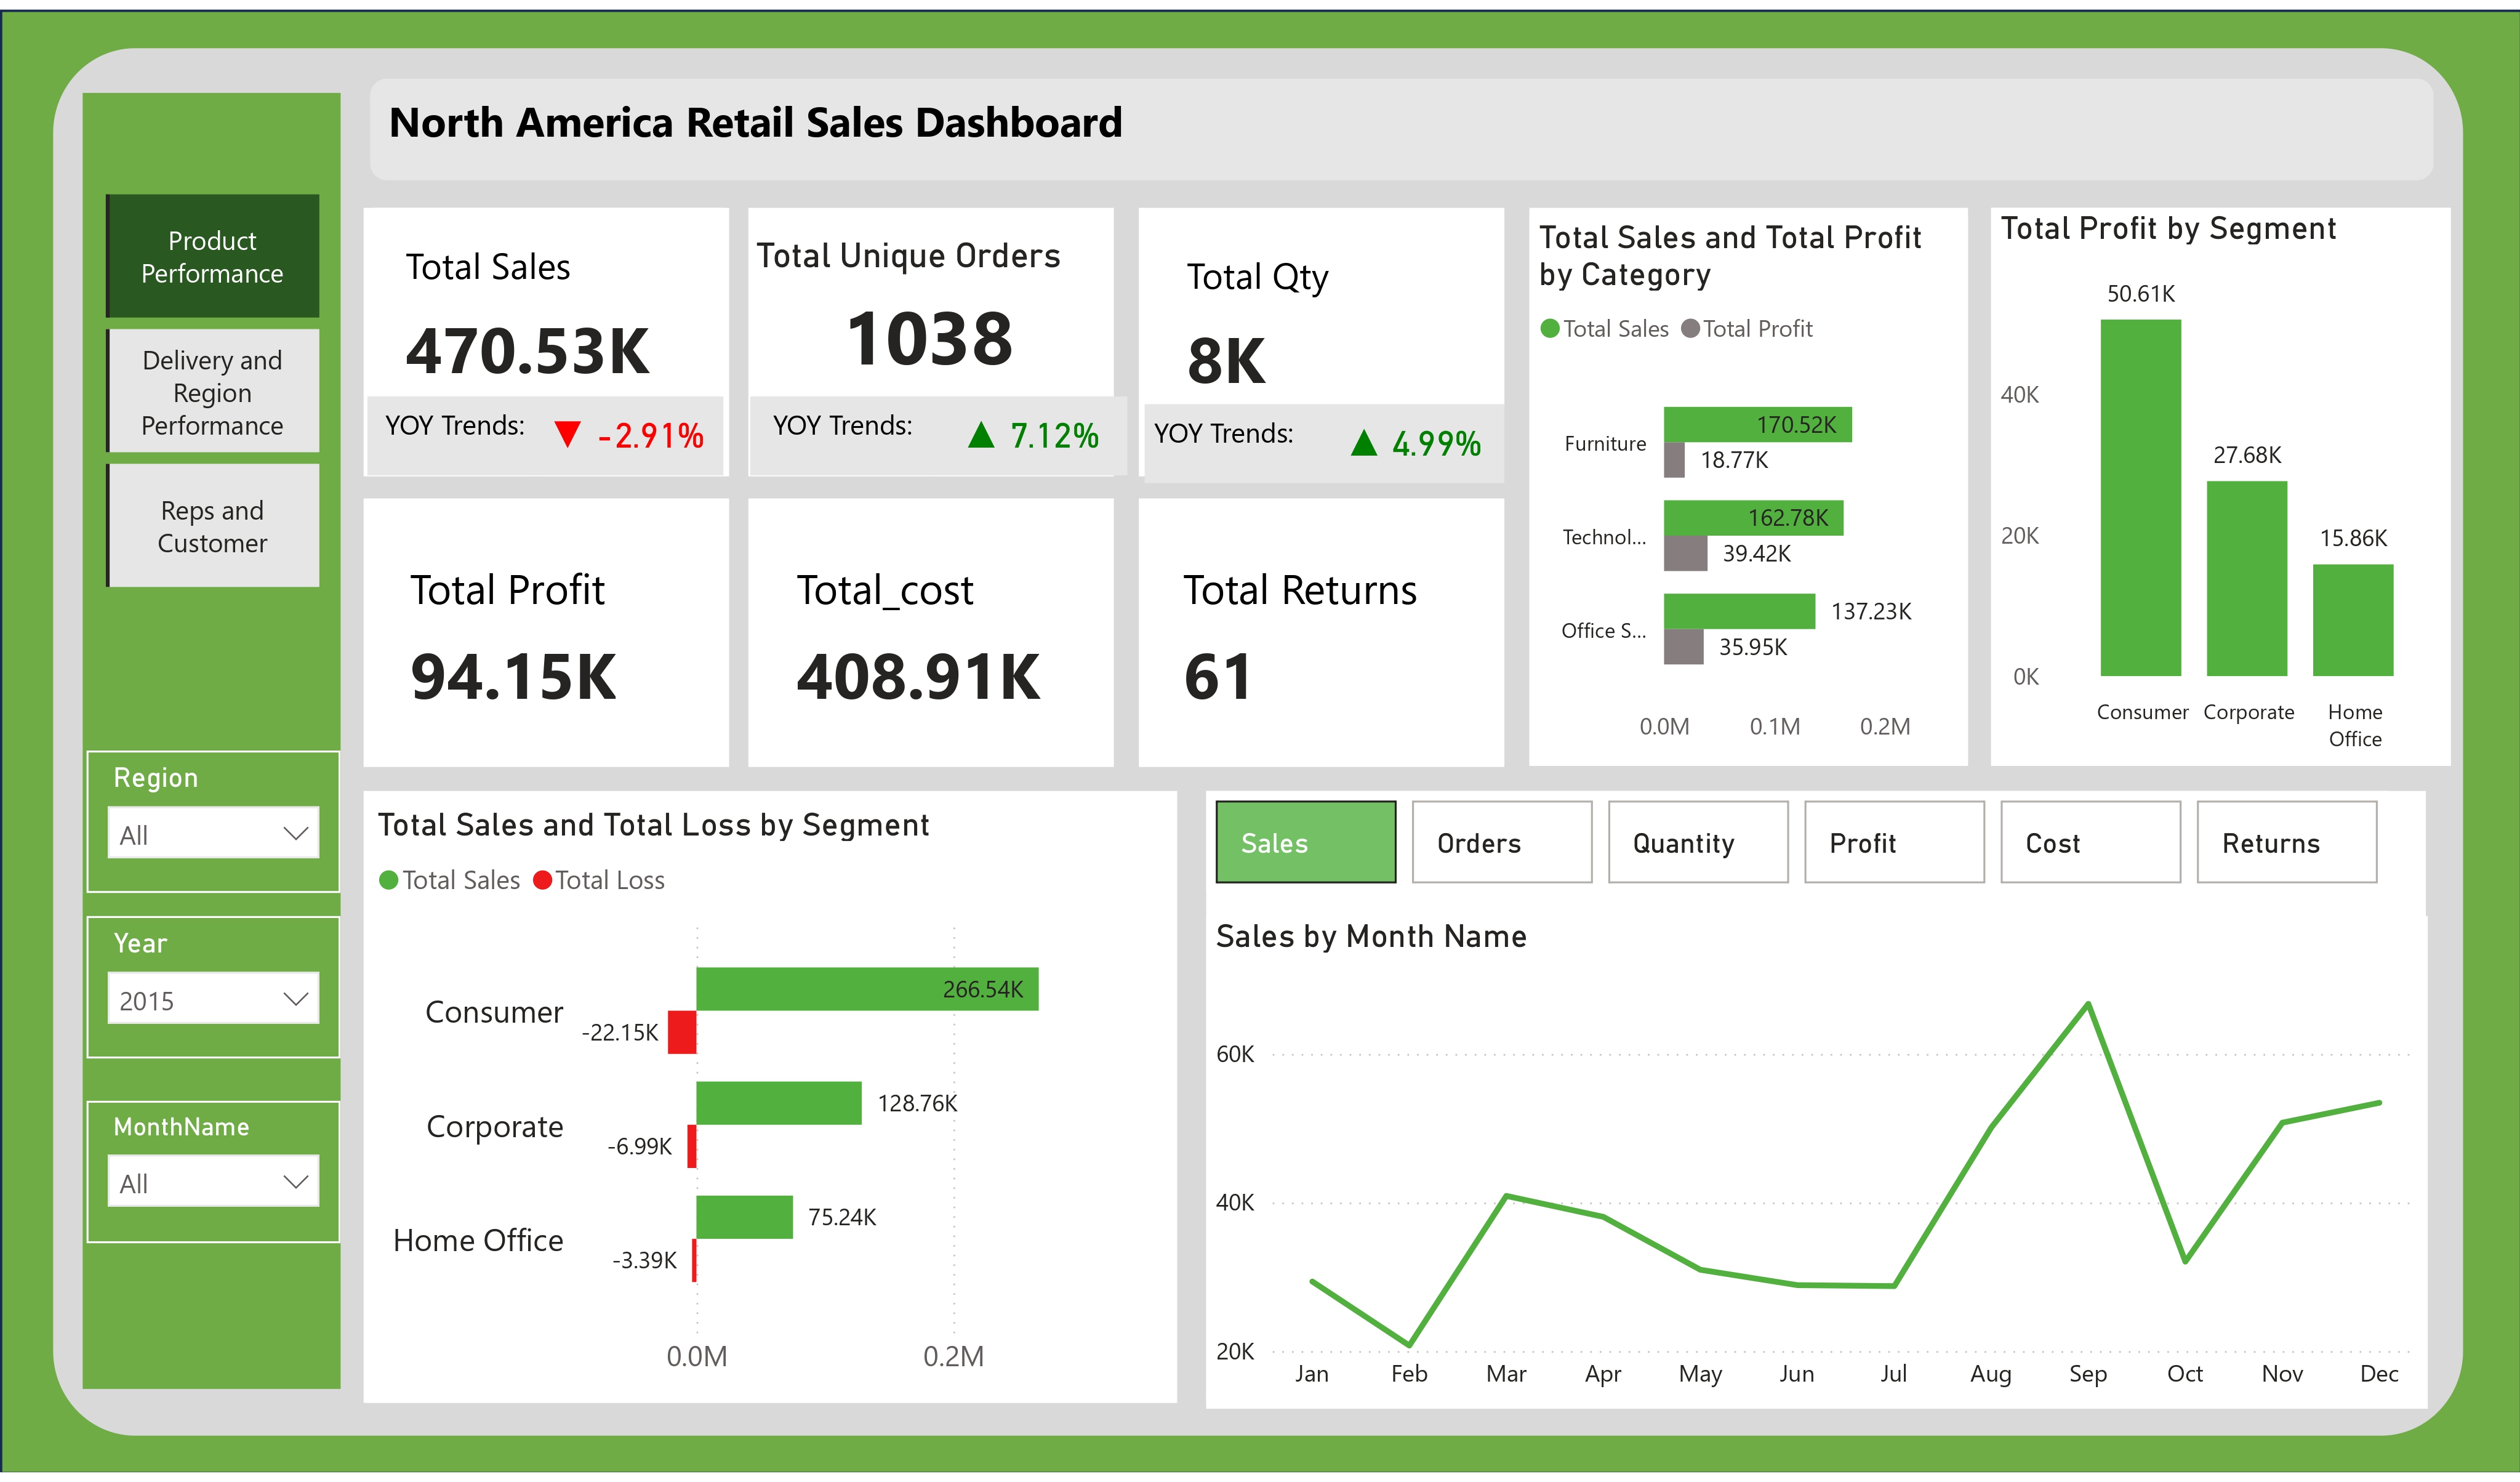 North America Retail Sales Dashboard
Product
Performance
Delivery and
Region
Performance
Reps and
Customer
Region
All
Year
2015
MonthName
All
Total Sales
470.53K
YOY Trends: ▼ -2.91%
Total Unique Orders
1038
YOY Trends: ▲ 7.12%
Total Qty
8K
YOY Trends: ▲ 4.99%
Total Profit
94.15K
Total_cost
408.91K
Total Returns
61
Total Sales and Total Profit
by Category
Total Sales Total Profit
Furniture
170.52K
18.77K
Technol...
162.78K
39.42K
Office S...
137.23K
35.95K
0.0M 0.1M 0.2M
Total Profit by Segment
50.61K
27.68K
15.86K
40K
20K
0K
Consumer Corporate Home
Office
Total Sales and Total Loss by Segment
Total Sales Total Loss
Consumer
266.54K
-22.15K
Corporate
128.76K
-6.99K
Home Office
75.24K
-3.39K
0.0M 0.2M
Sales Orders Quantity Profit Cost Returns
Sales by Month Name
60K
40K
20K
Jan Feb Mar Apr May Jun Jul Aug Sep Oct Nov Dec